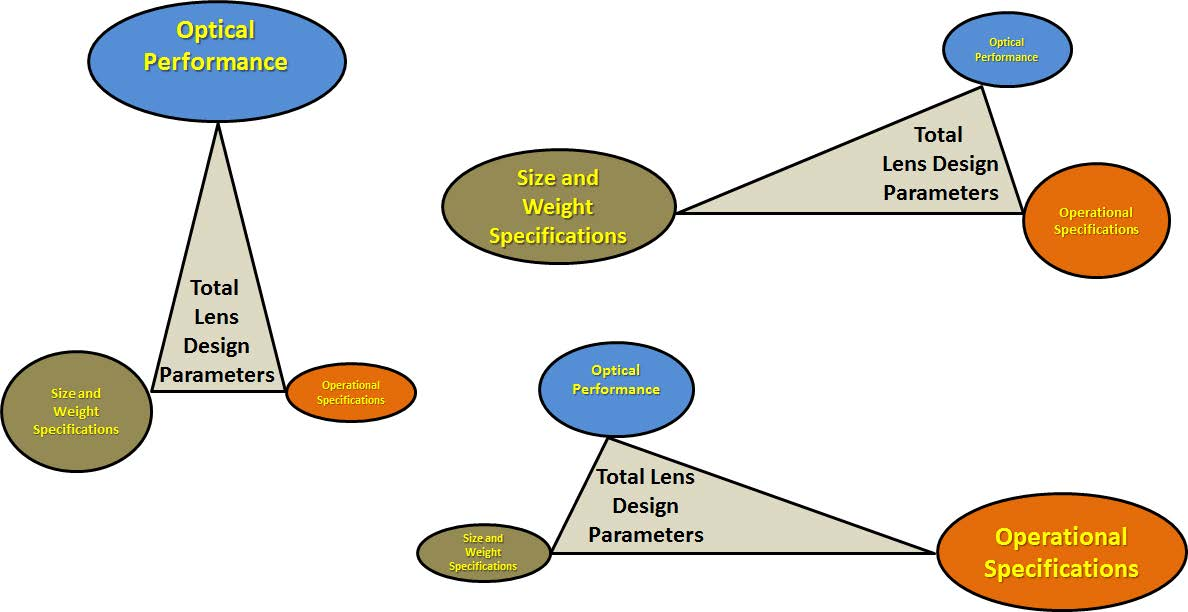 Optical
Performance
Total
Lens
Design
Parameters
Size and
Weight
Specifications
Operational
Specifications
Optical
Performance
Total
Lens Design
Parameters
Size and
Weight
Specifications
Operational
Specifications
Optical
Performance
Total Lens
Design
Parameters
Size and
Weight
Specifications
Operational
Specifications